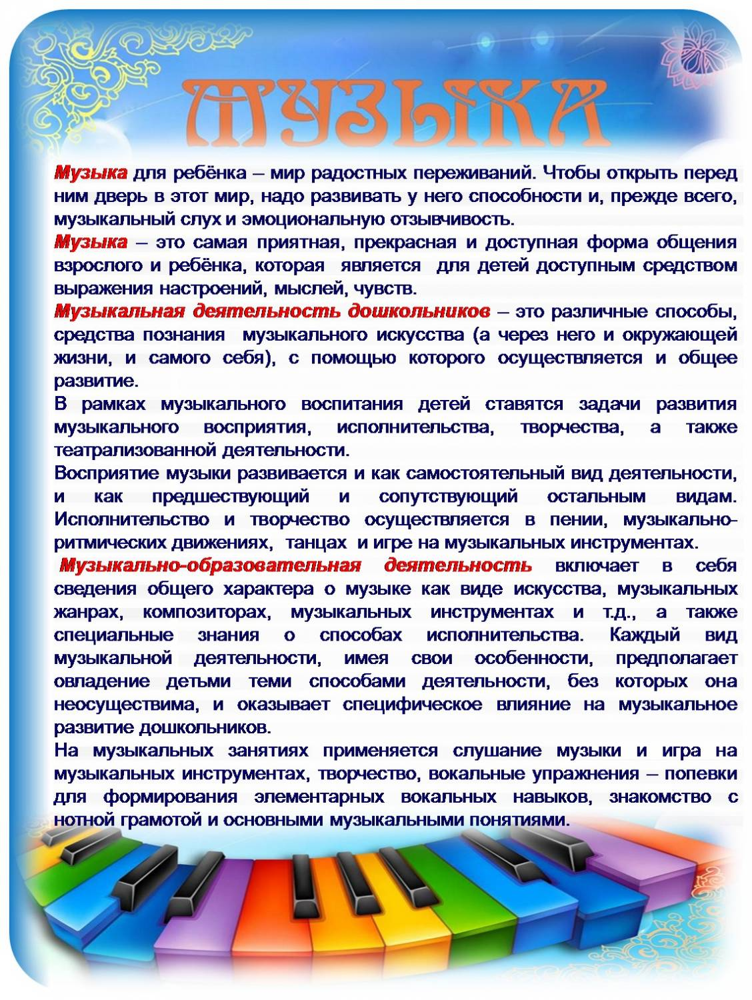 МУЗЫКА
Музыка для ребёнка – мир радостных переживаний. Чтобы открыть перед
ним дверь в этот мир, надо развивать у него способности и, прежде всего,
музыкальный слух и эмоциональную отзывчивость.
Музыка – это самая приятная, прекрасная и доступная форма общения
взрослого и ребёнка, которая является для детей доступным средством
выражения настроений, мыслей, чувств.
Музыкальная деятельность дошкольников – это различные способы,
средства познания музыкального искусства (а через него и окружающей
жизни, и самого себя), с помощью которого осуществляется и общее
развитие.
В рамках музыкального воспитания детей ставятся задачи развития
музыкального восприятия, исполнительства, творчества, а также
театрализованной деятельности.
Восприятие музыки развивается и как самостоятельный вид деятельности,
и как предшествующий и сопутствующий остальным видам.
Исполнительство и творчество осуществляется в пении, музыкально-
ритмических движениях, танцах и игре на музыкальных инструментах.
Музыкально-образовательная деятельность включает в себя
сведения общего характера о музыке как виде искусства, музыкальных
жанрах, композиторах, музыкальных инструментах и т.д., а также
специальные знания о способах исполнительства. Каждый вид
музыкальной деятельности, имея свои особенности, предполагает
овладение детьми теми способами деятельности, без которых она
неосуществима, и оказывает специфическое влияние на музыкальное
развитие дошкольников.
На музыкальных занятиях применяется слушание музыки и игра на
музыкальных инструментах, творчество, вокальные упражнения – попевки
для формирования элементарных вокальных навыков, знакомство с
нотной грамотой и основными музыкальными понятиями.